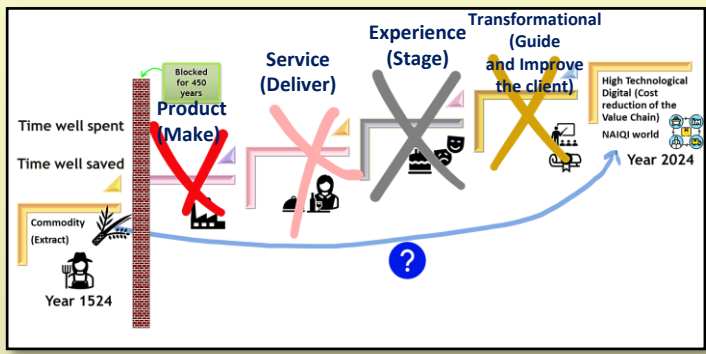 Transformational
(Guide
and Improve
the client)
Experience
(Stage)
Service
(Deliver)
Blocked
for 450
years
Product
(Make)
High Technological
Digital (Cost
reduction of the
Value Chain)
NAIQI world
Year 2024
Time well spent
Time well saved
Commodity
(Extract)
Year 1524
?